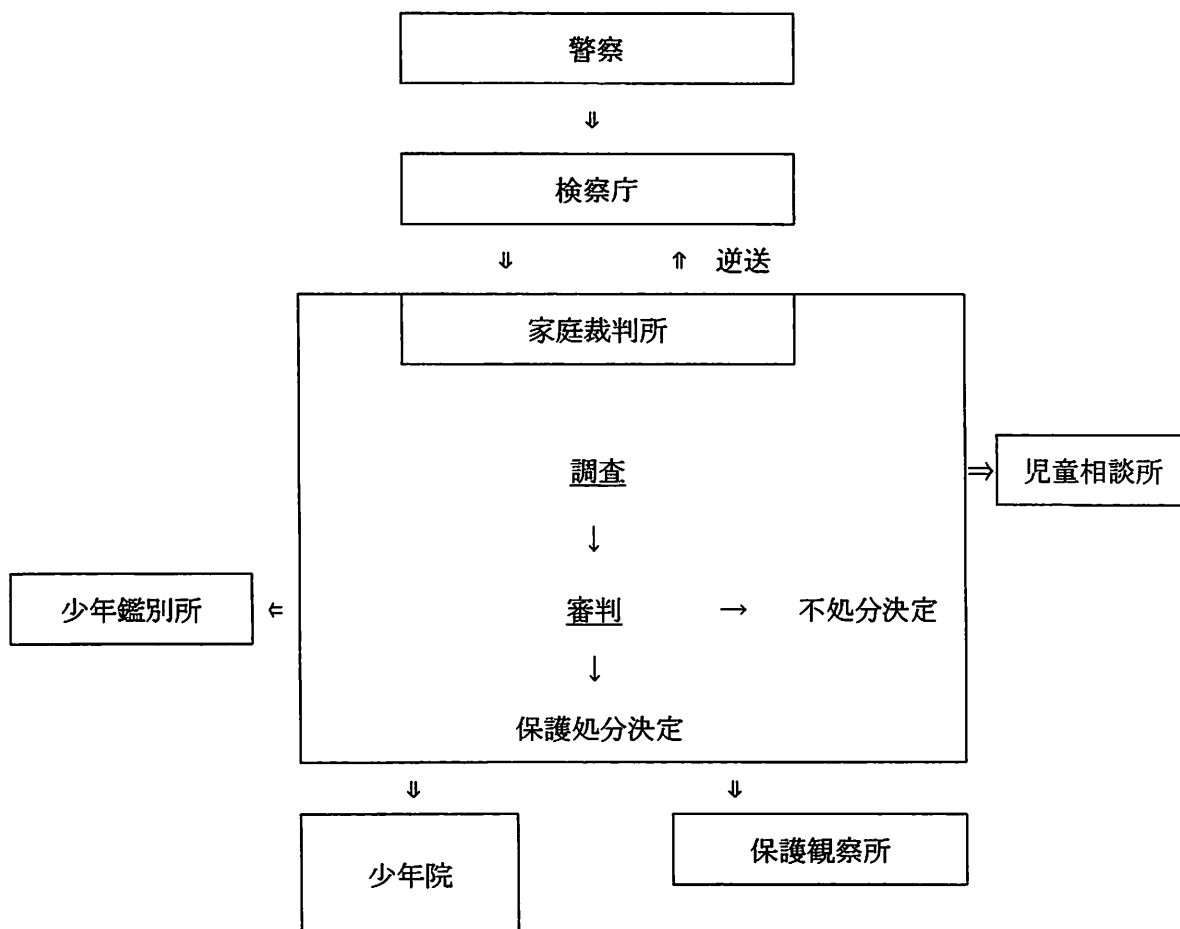 警察
⇓
検察庁
⇓ ⇑ 逆送
家庭裁判所
調査
⇒ 児童相談所
↓
少年鑑別所 ⇐ 審判 → 不処分決定
↓
保護処分決定
⇓ ⇓
保護観察所
少年院